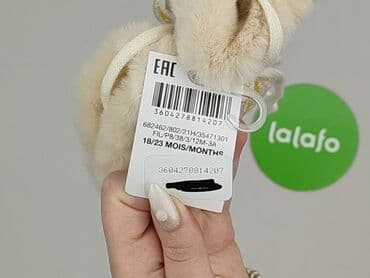 EAC
3604278814207
682462/802/21H/35471301
FIL/P8/38/3/12M-3A
18/23 MOIS/MONTHS
3604278814207
lalafo